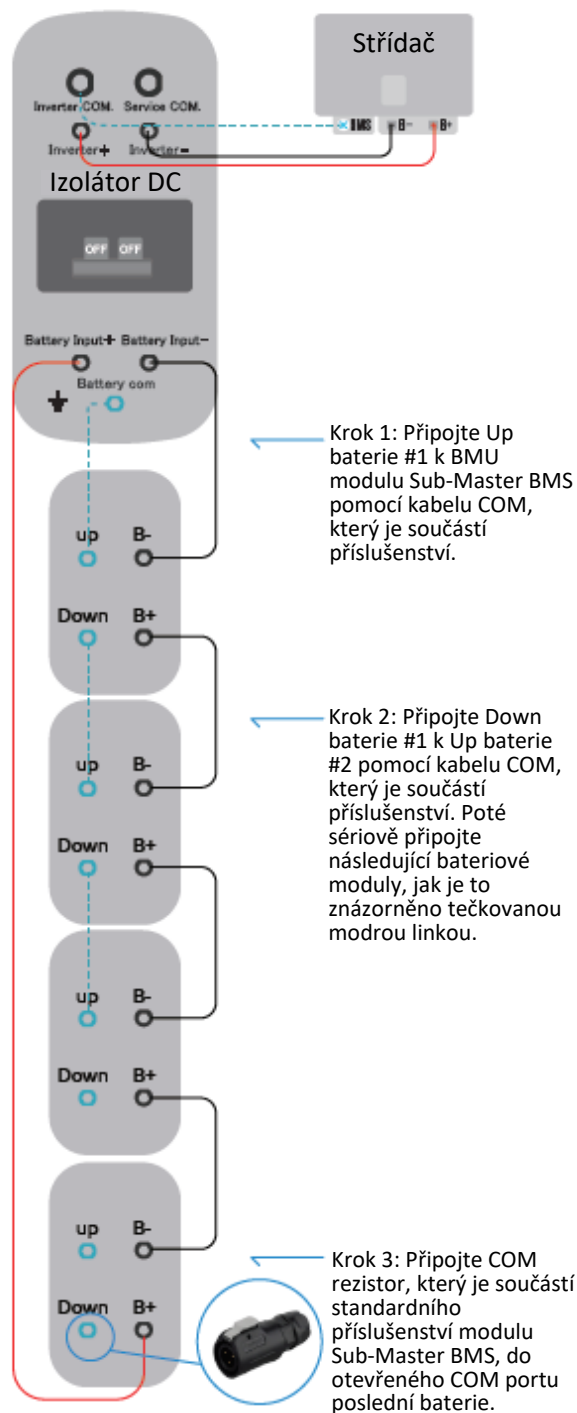 Střídač
Inverter COM. Service COM.
BMS B- B+
Inverter+ Inverter-
Izolátor DC
OFF OFF
Battery Input+ Battery Input-
Battery com
Krok 1: Připojte Up
baterie #1 k BMU
modulu Sub-Master BMS
pomocí kabelu COM,
který je součástí
příslušenství.
up B-
Down B+
Krok 2: Připojte Down
baterie #1 k Up baterie
#2 pomocí kabelu COM,
který je součástí
příslušenství. Poté
sériově připojte
následující bateriové
moduly, jak je to
znázorněno tečkovanou
modrou linkou.
up B-
Down B+
up B-
Down B+
up B-
Down B+
Krok 3: Připojte COM
rezistor, který je součástí
standardního
příslušenství modulu
Sub-Master BMS, do
otevřeného COM portu
poslední baterie.